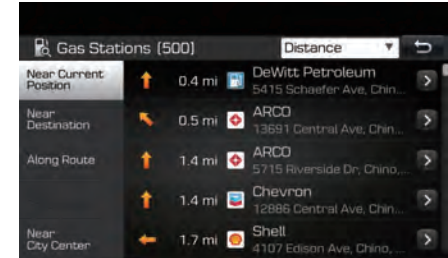 Gas Stations (500)
Distance
Near Current
Position
0.4 mi
DeWitt Petroleum
5415 Schaefer Ave, Chin...
Near
Destination
0.5 mi
ARCO
13691 Central Ave, Chin...
Along Route
1.4 mi
ARCO
5715 Riverside Dr, Chino,...
1.4 mi
Chevron
12886 Central Ave, Chin...
Near
City Center
1.7 mi
Shell
4107 Edison Ave, Chino, ...